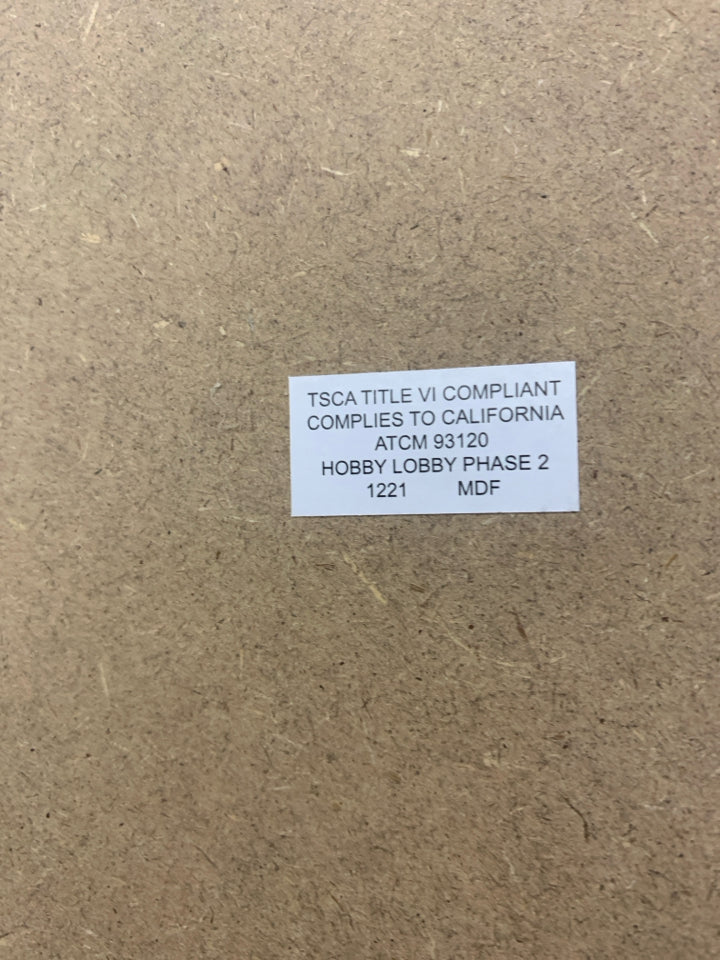 TSCA TITLE VI COMPLIANT
COMPLIES TO CALIFORNIA
ATCM 93120
HOBBY LOBBY PHASE 2
1221 MDF